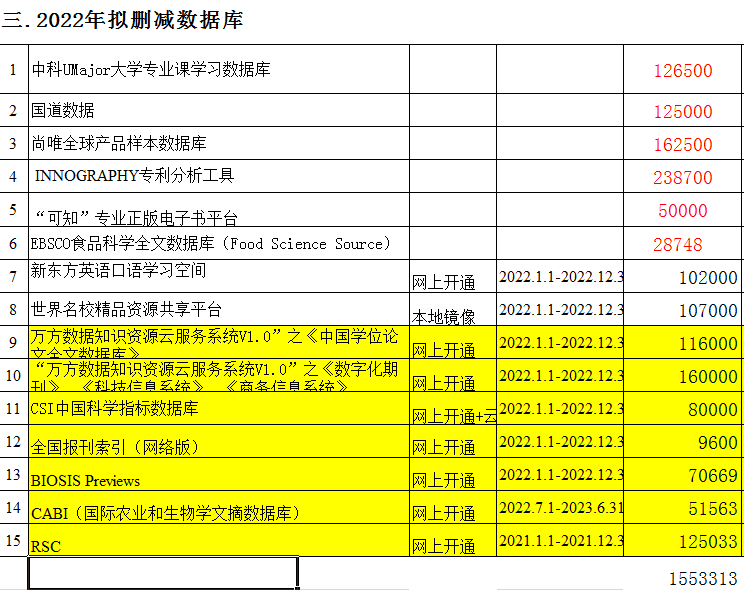 三.2022年拟删减数据库
1 中科UMajor大学专业课学习数据库 126500
2 国道数据 125000
3 尚唯全球产品样本数据库 162500
4 INNOGRAPHY专利分析工具 238700
5 “可知”专业正版电子书平台 50000
6 EBSCO食品科学全文数据库（Food Science Source） 28748
7 新东方英语口语学习空间 网上开通 2022.1.1-2022.12.3 102000
8 世界名校精品资源共享平台 本地镜像 2022.1.1-2022.12.3 107000
9 万方数据知识资源云服务系统V1.0”之《中国学位论 网上开通 2022.1.1-2022.12.3 116000
文全文数据库》
10 “万方数据知识资源云服务系统V1.0”之《数字化期 网上开通 2022.1.1-2022.12.3 160000
刊》、《科技信息系统》、《商务信息系统》
11 CSI中国科学指标数据库 网上开通+云 2022.1.1-2022.12.3 80000
12 全国报刊索引（网络版） 网上开通 2022.1.1-2022.12.3 9600
13 BIOSIS Previews 网上开通 2022.1.1-2022.12.3 70669
14 CABI（国际农业和生物学文摘数据库） 网上开通 2022.7.1-2023.6.31 51563
15 RSC 网上开通 2021.1.1-2021.12.3 125033
1553313